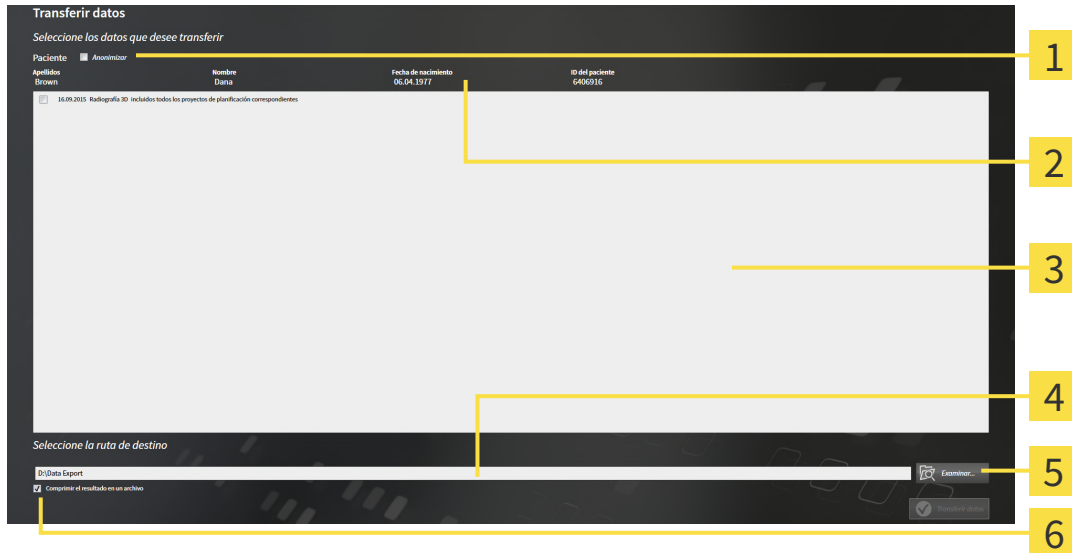 Transferir datos
Seleccione los datos que desee transferir
Paciente Anonimizar
Apellidos Nombre Fecha de nacimiento ID del paciente
Brown Dana 06.04.1977 6406916
16.09.2015 Radiografía 3D incluidos todos los proyectos de planificación correspondientes
Seleccione la ruta de destino
D:\Data Export
Examinar...
Comprimir el resultado en un archivo
Transferir datos
1
2
3
4
5
6